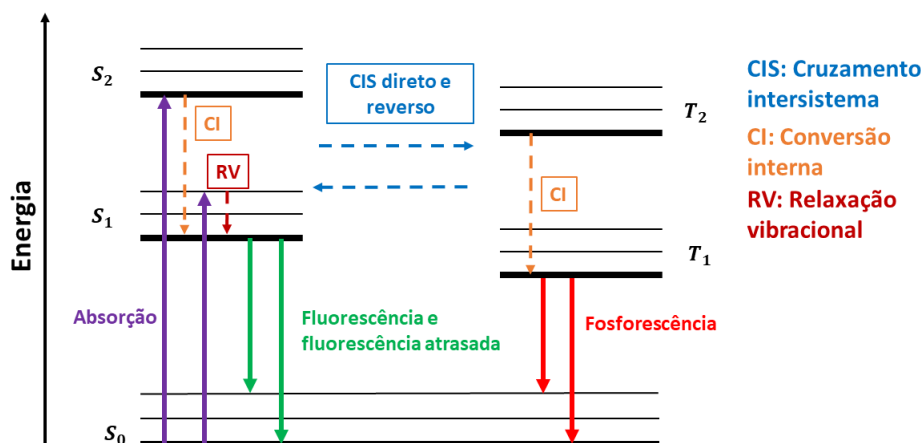 Energia
S₂
S₁
S₀
CI
RV
CIS direto e
reverso
T₂
T₁
CI
Absorção
Fluorescência e
fluorescência atrasada
Fosforescência
CIS: Cruzamento
intersistema
CI: Conversão
interna
RV: Relaxação
vibracional